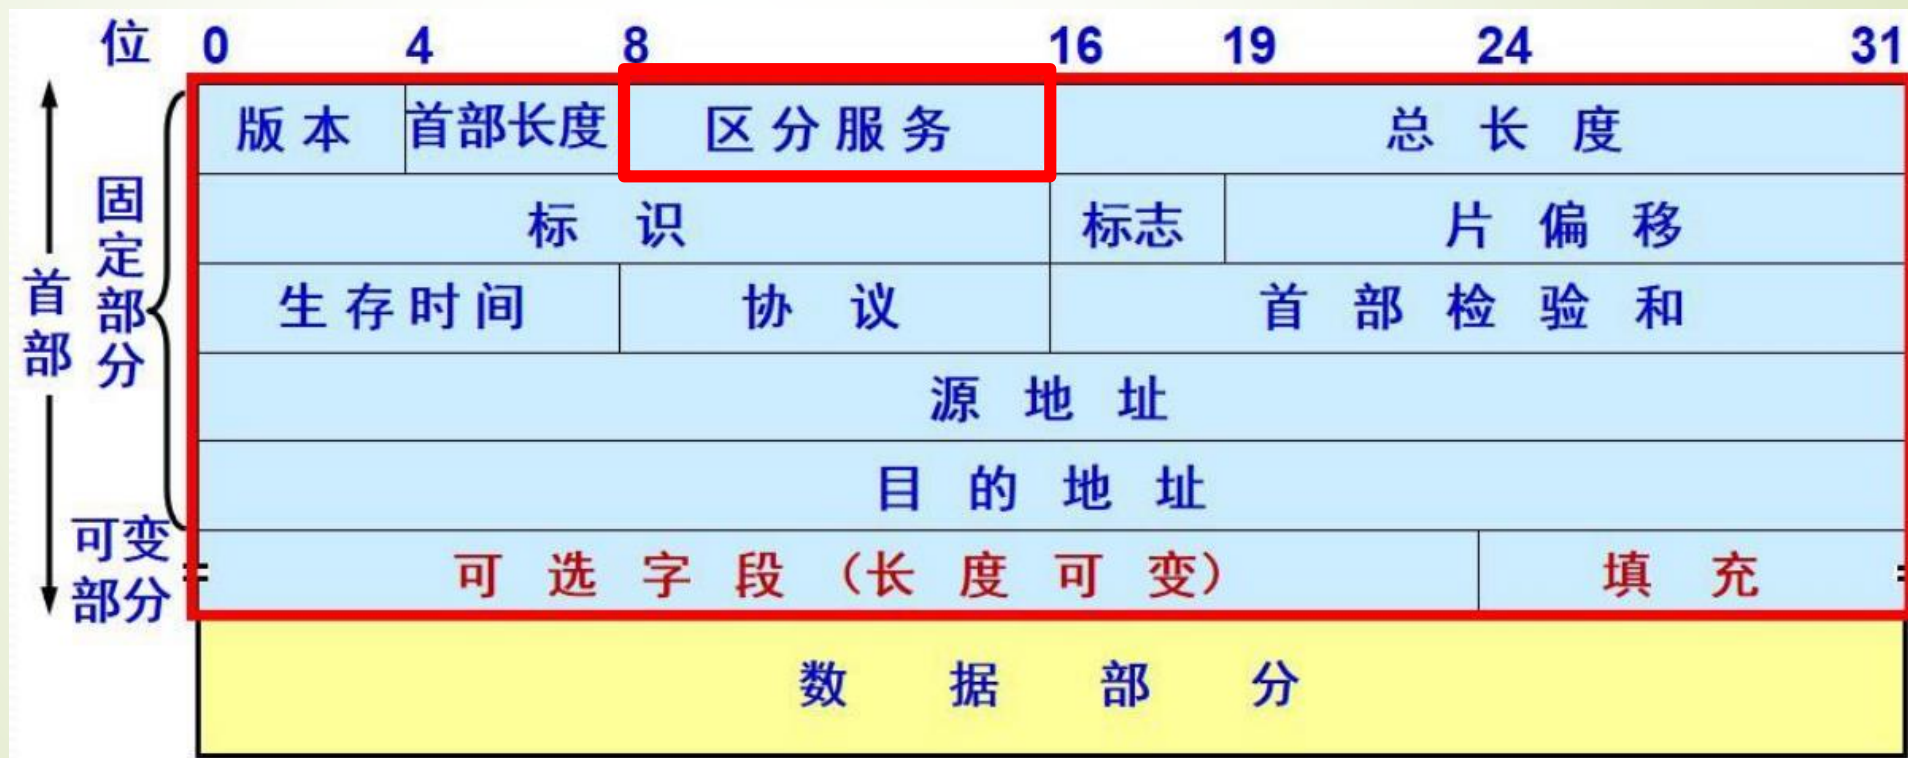 位 0 4 8 16 19 24 31
版本 首部长度 区分服务 总长度
标识 标志 片偏移
生存时间 协议 首部检验和
源地址
目的地址
可选字段（长度可变） 填充
数据部分
首部
固定部分
可变
部分